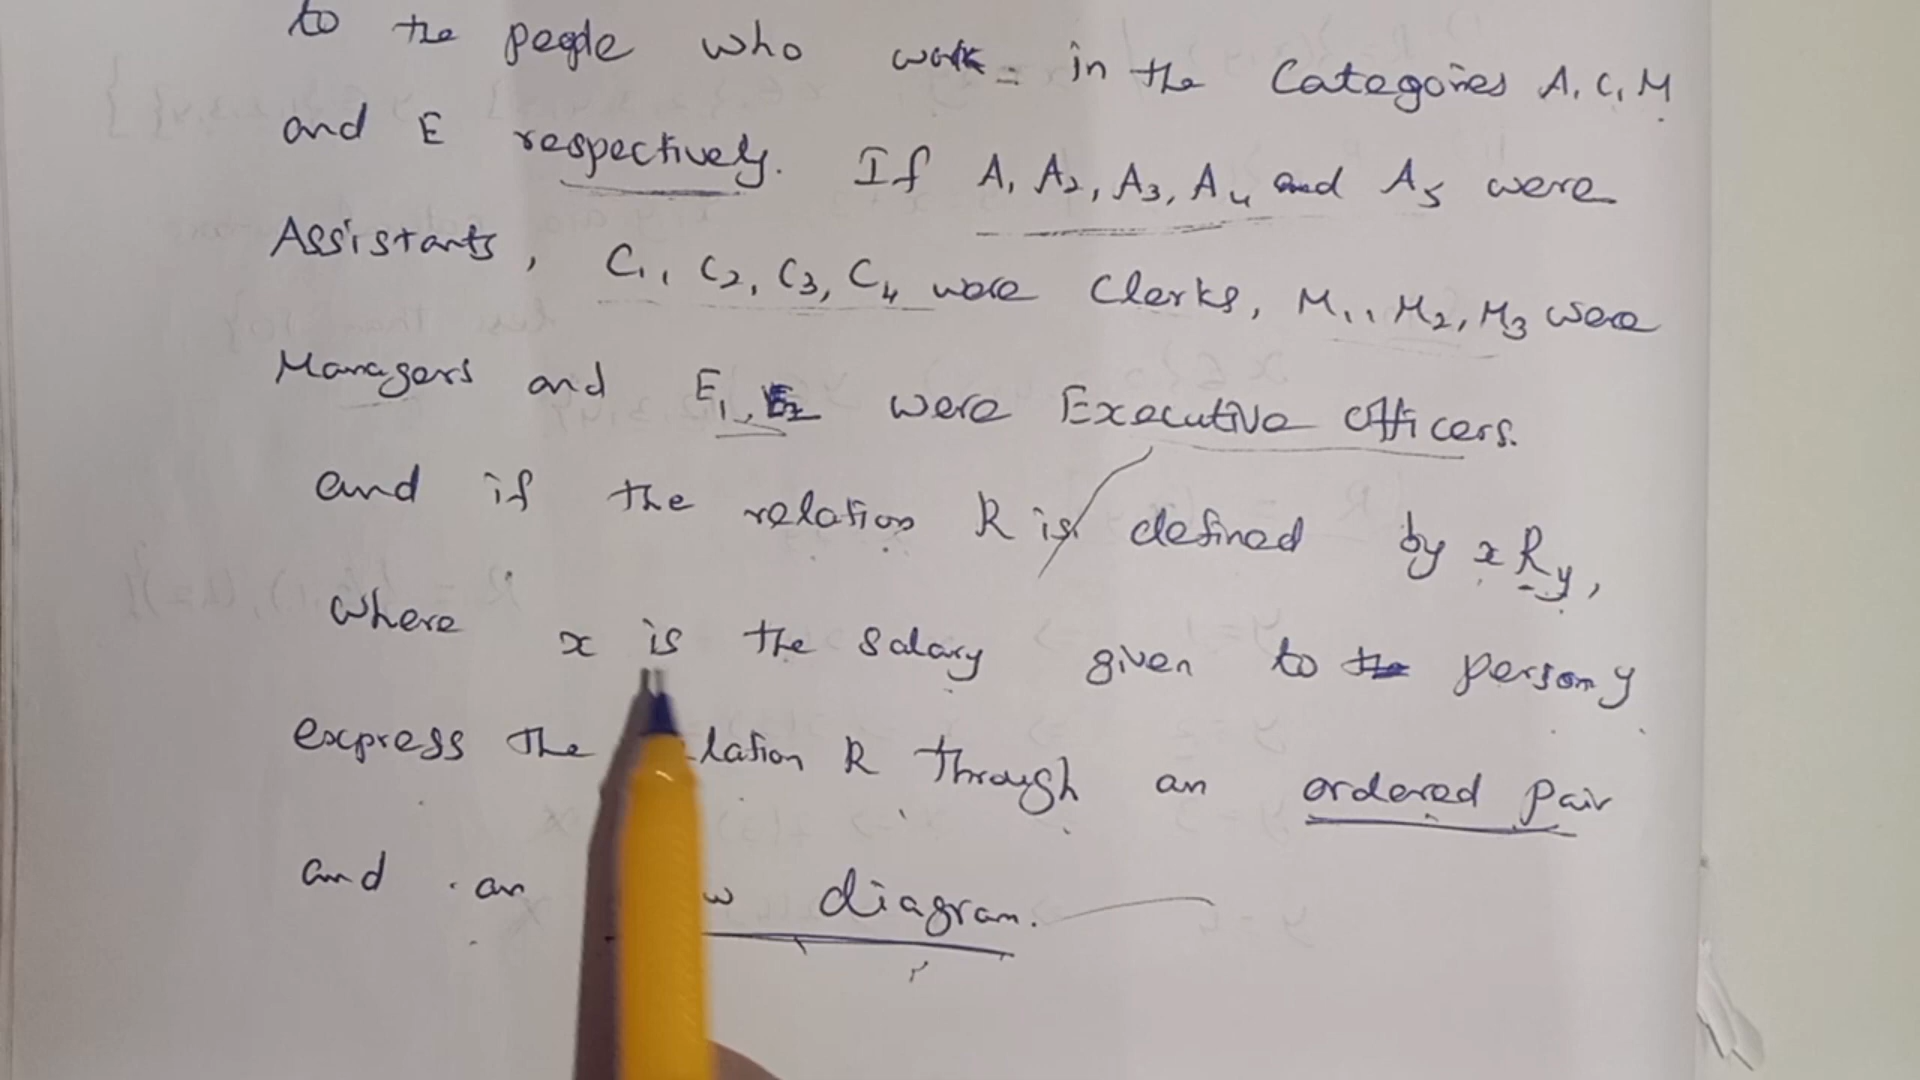 to the people who work in the Categories A, C, M
and E respectively. If A1 A2, A3, A4 and A5 were
Assistants, C1, C2, C3, C4 were Clerks, M1, M2, M3 were
Managers and E1, E2 were Executive Officers.
and if the relation R is defined by xRy,
where x is the salary given to person y
express the lation R through an ordered pair
and an w diagram.